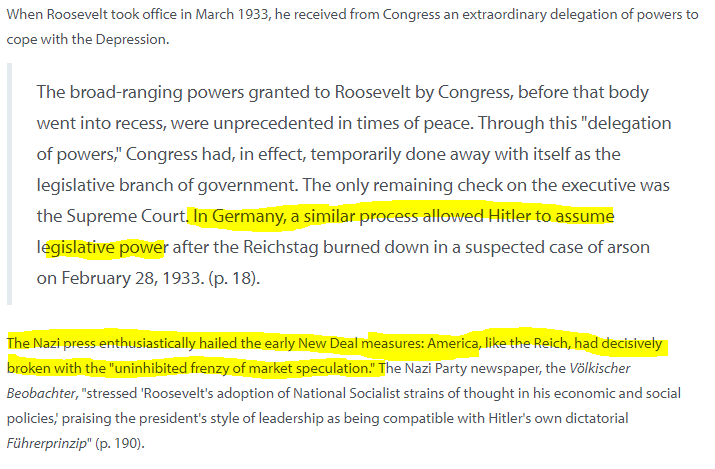 When Roosevelt took office in March 1933, he received from Congress an extraordinary delegation of powers to
cope with the Depression.
The broad-ranging powers granted to Roosevelt by Congress, before that body
went into recess, were unprecedented in times of peace. Through this "delegation
of powers," Congress had, in effect, temporarily done away with itself as the
legislative branch of government. The only remaining check on the executive was
the Supreme Court. In Germany, a similar process allowed Hitler to assume
legislative power after the Reichstag burned down in a suspected case of arson
on February 28, 1933. (p. 18).
The Nazi press enthusiastically hailed the early New Deal measures: America, like the Reich, had decisively
broken with the "uninhibited frenzy of market speculation." The Nazi Party newspaper, the Völkischer
Beobachter, "stressed 'Roosevelt's adoption of National Socialist strains of thought in his economic and social
policies,' praising the president's style of leadership as being compatible with Hitler's own dictatorial
Führerprinzip" (p. 190).